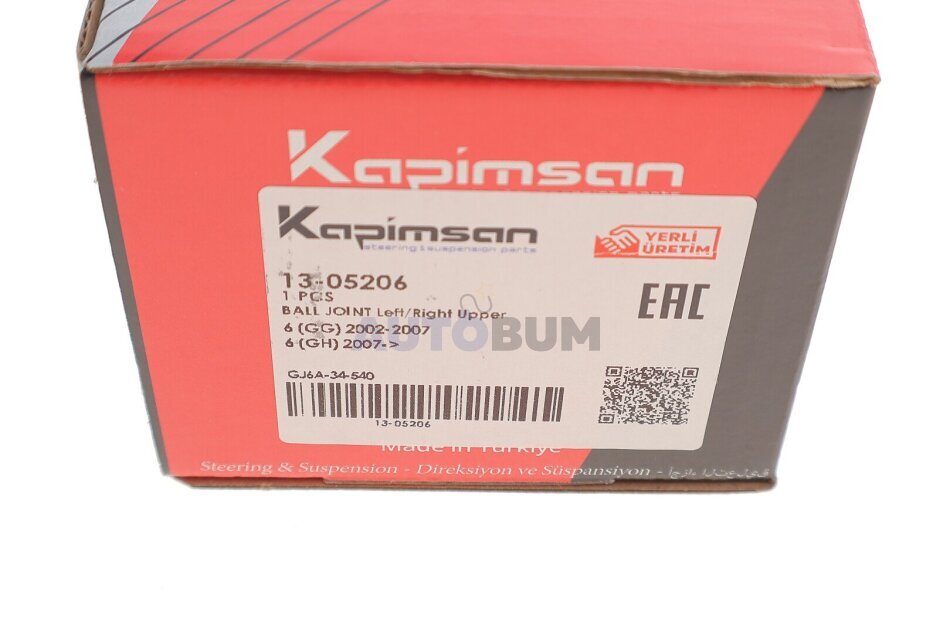 Kapimsan
Kapimsan
steering & suspension parts
YERLİ
ÜRETİM
13-05206
1 PCS
EAC
BALL JOINT Left/Right Upper
6 (GG) 2002-2007
AUTOBUM
6 (GH) 2007->
GJ6A-34-540
13-05206
Made in Türkiye
Steering & Suspension - Direksiyon ve Süspansiyon - أجزاء التعليق